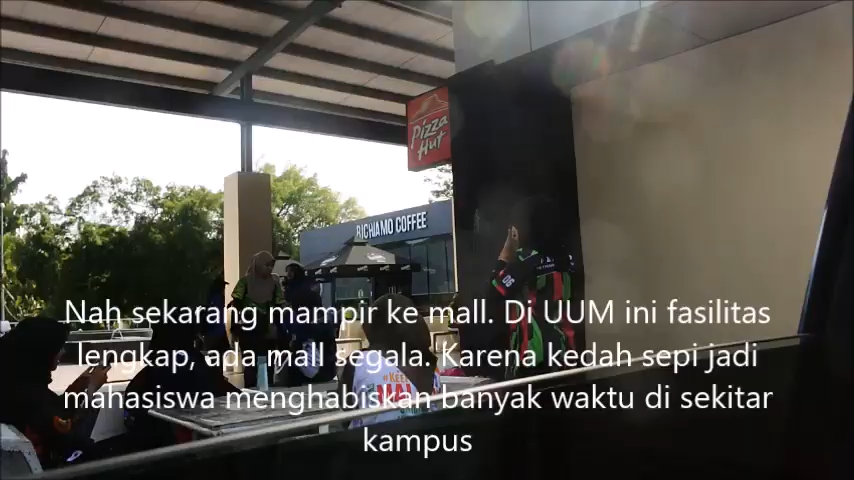 Pizza
Hut
RICHIAMO COFFEE
Nah sekarang mampir ke mall. Di UUM ini fasilitas
lengkap, ada mall segala. Karena kedah sepi jadi
mahasiswa menghabiskan banyak waktu di sekitar
kampus
06